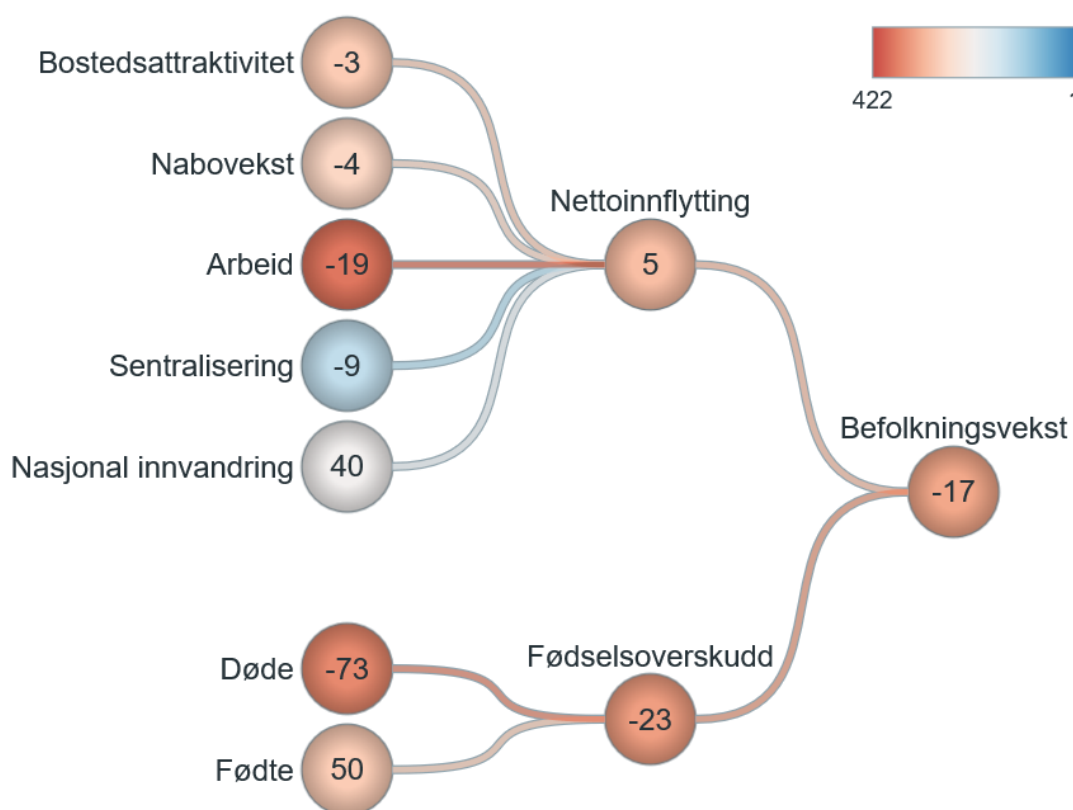 Bostedsattraktivitet
-3
422
Nabovekst
-4
Nettoinnflytting
Arbeid
-19
5
Sentralisering
-9
Befolkningsvekst
Nasjonal innvandring
40
-17
Døde
-73
Fødselsoverskudd
-23
Fødte
50